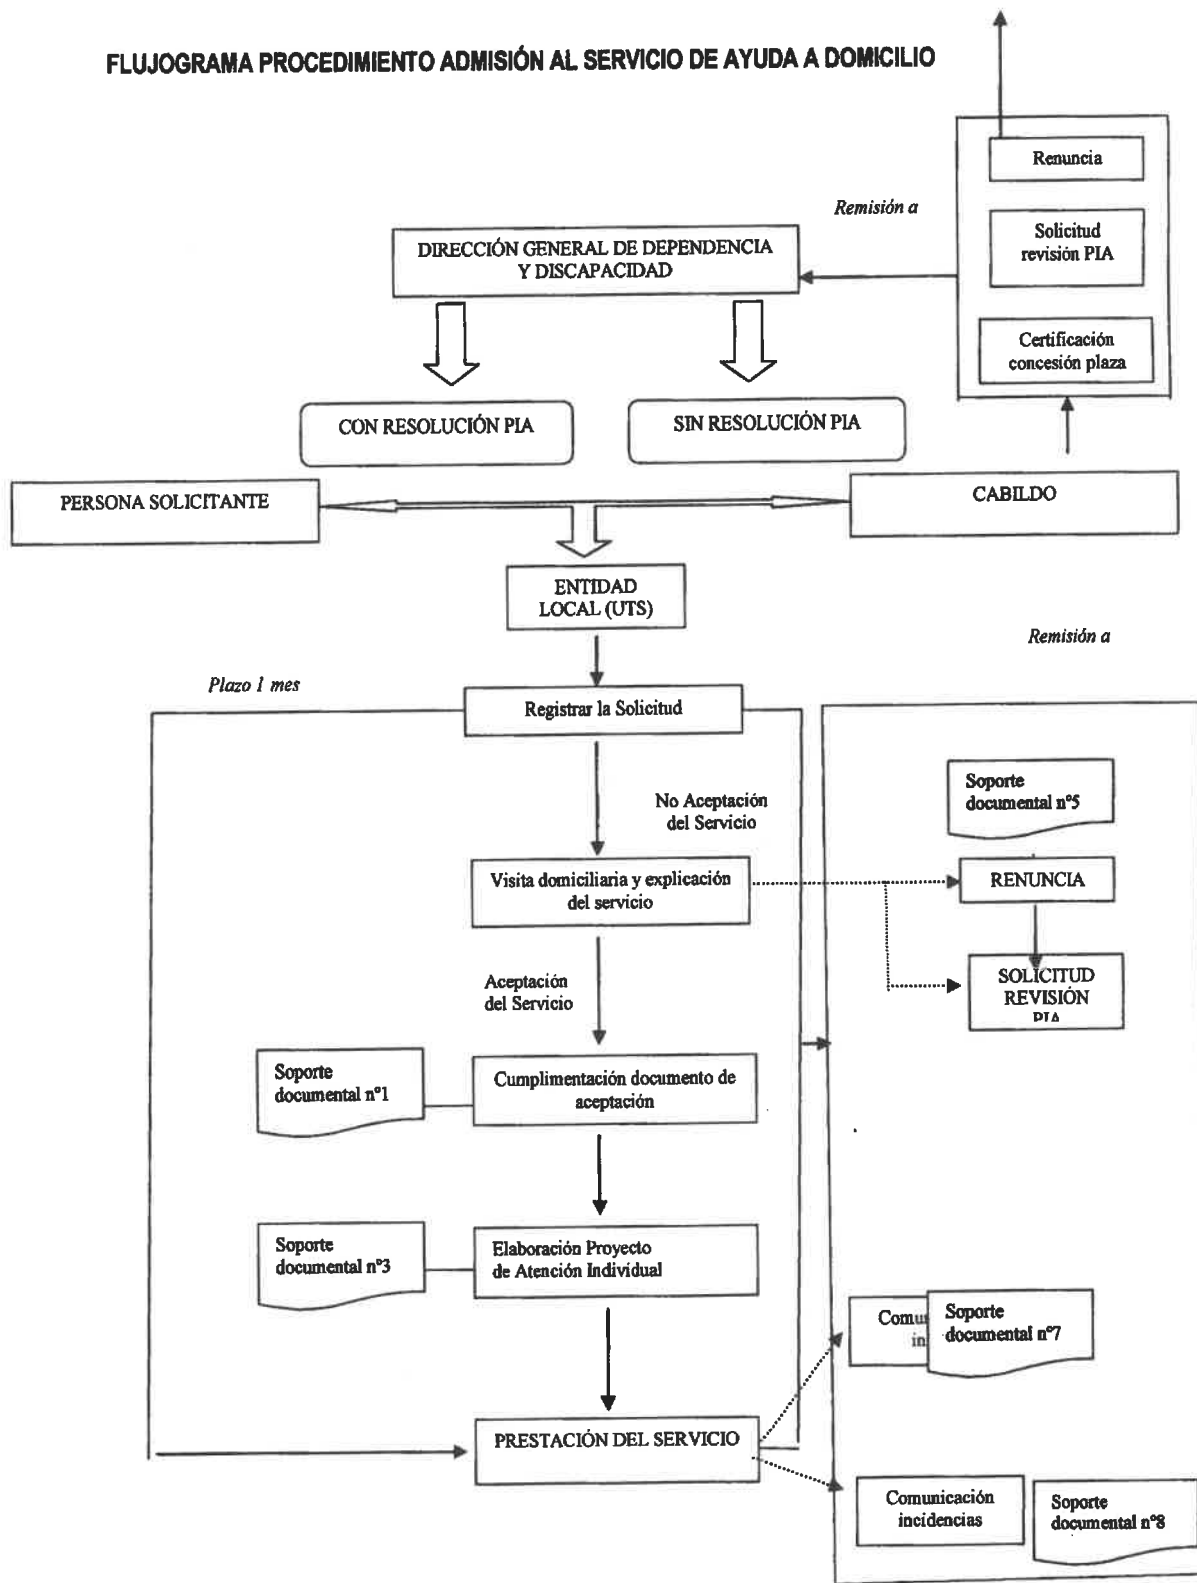 FLUJOGRAMA PROCEDIMIENTO ADMISIÓN AL SERVICIO DE AYUDA A DOMICILIO
Renuncia
Remisión a
Solicitud
revisión PIA
DIRECCIÓN GENERAL DE DEPENDENCIA
Y DISCAPACIDAD
Certificación
concesión plaza
CON RESOLUCIÓN PIA
SIN RESOLUCIÓN PIA
PERSONA SOLICITANTE
CABILDO
ENTIDAD
LOCAL (UTS)
Remisión a
Plazo 1 mes
Registrar la Solicitud
No Aceptación
del Servicio
Soporte
documental nº5
Visita domiciliaria y explicación
del servicio
RENUNCIA
Aceptación
del Servicio
SOLICITUD
REVISIÓN
PIA
Soporte
documental nº1
Cumplimentación documento de
aceptación
Soporte
documental nº3
Elaboración Proyecto
de Atención Individual
Soporte
documental nº7
PRESTACIÓN DEL SERVICIO
Comunicación
incidencias
Soporte
documental nº8